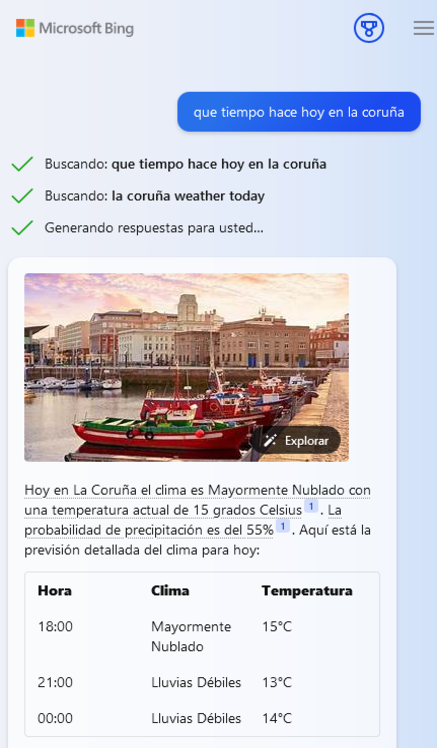 Microsoft Bing
que tiempo hace hoy en la coruña
Buscando: que tiempo hace hoy en la coruña
Buscando: la coruña weather today
Generando respuestas para usted...
Explorar
Hoy en La Coruña el clima es Mayormente Nublado con
una temperatura actual de 15 grados Celsius 1 . La
probabilidad de precipitación es del 55% 1 . Aquí está la
previsión detallada del clima para hoy:
Hora Clima Temperatura
18:00 Mayormente 15°C
Nublado
21:00 Lluvias Débiles 13°C
00:00 Lluvias Débiles 14°C